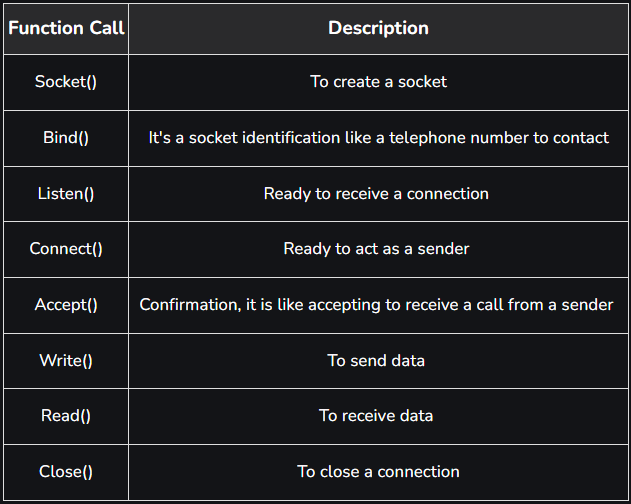 Function Call Description
Socket() To create a socket
Bind() It's a socket identification like a telephone number to contact
Listen() Ready to receive a connection
Connect() Ready to act as a sender
Accept() Confirmation, it is like accepting to receive a call from a sender
Write() To send data
Read() To receive data
Close() To close a connection